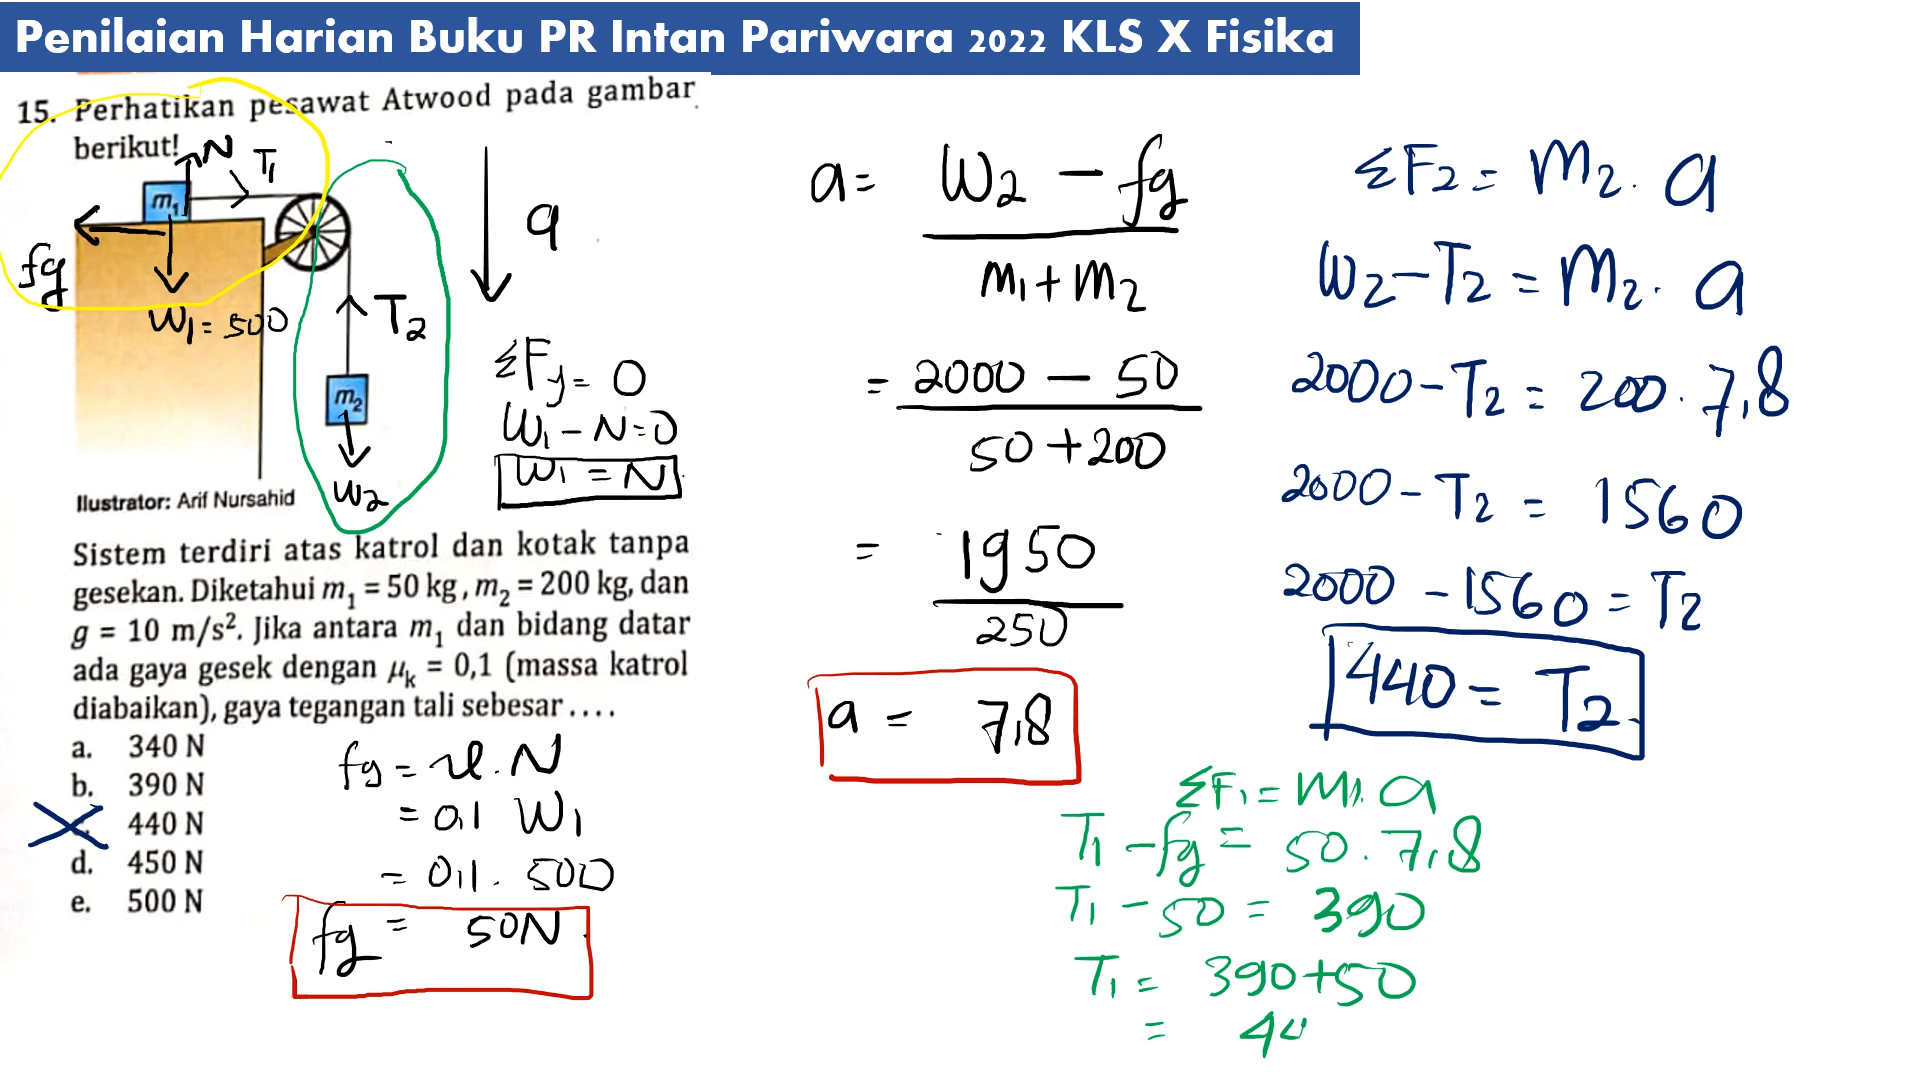 Penilaian Harian Buku PR Intan Pariwara 2022 KLS X Fisika
15. Perhatikan pesawat Atwood pada gambar
berikut!
N
T₁
m₁
fg
W₁ = 500
T₂
m₂
W₂
a
ΣFy = 0
W₁ - N = 0
W₁ = N
Ilustrator: Arif Nursahid
Sistem terdiri atas katrol dan kotak tanpa
gesekan. Diketahui m₁ = 50 kg, m₂ = 200 kg, dan
g = 10 m/s². Jika antara m₁ dan bidang datar
ada gaya gesek dengan μₖ = 0,1 (massa katrol
diabaikan), gaya tegangan tali sebesar . . . .
a. 340 N
b. 390 N
440 N
d. 450 N
e. 500 N
fg = μ . N
= 0,1 W₁
= 0,1 . 500
fg = 50N
a = W₂ - fg
m₁ + m₂
= 2000 - 50
50 + 200
= 1950
250
a = 7,8
ΣF₂ = m₂ . a
W₂ - T₂ = m₂ . a
2000 - T₂ = 200 . 7,8
2000 - T₂ = 1560
2000 - 1560 = T₂
440 = T₂
ΣF₁ = m₁ . a
T₁ - fg = 50 . 7,8
T₁ - 50 = 390
T₁ = 390 + 50
= 44